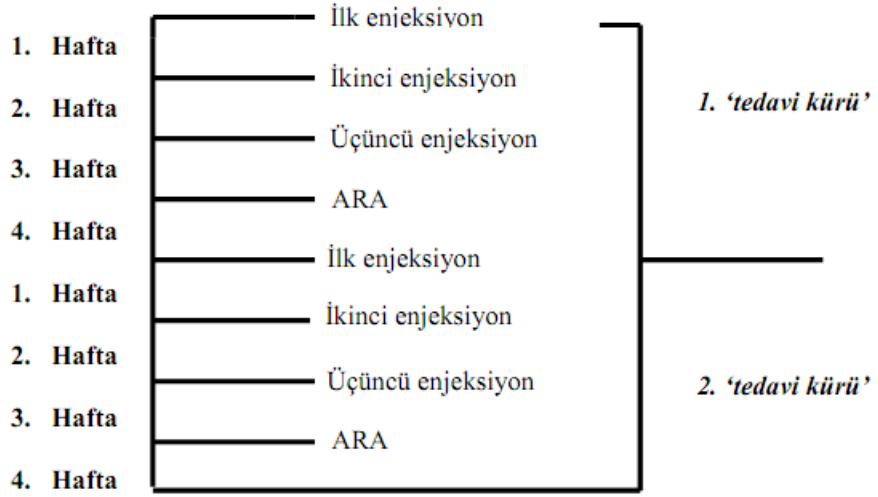 İlk enjeksiyon
1. Hafta
İkinci enjeksiyon
2. Hafta
1. ‘tedavi kürü’
Üçüncü enjeksiyon
3. Hafta
ARA
4. Hafta
İlk enjeksiyon
1. Hafta
İkinci enjeksiyon
2. Hafta
Üçüncü enjeksiyon
2. ‘tedavi kürü’
3. Hafta
ARA
4. Hafta